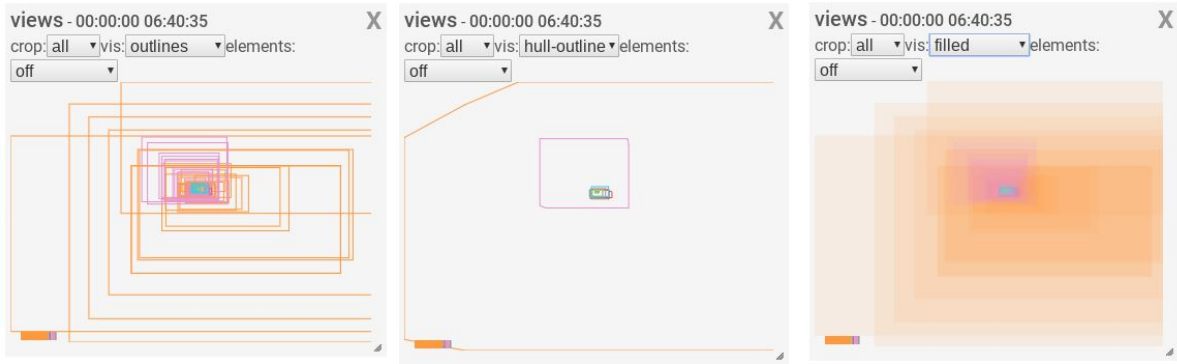 views - 00:00:00 06:40:35 X
crop: all vis: outlines elements:
off
views - 00:00:00 06:40:35 X
crop: all vis: hull-outline elements:
off
views - 00:00:00 06:40:35 X
crop: all vis: filled elements:
off